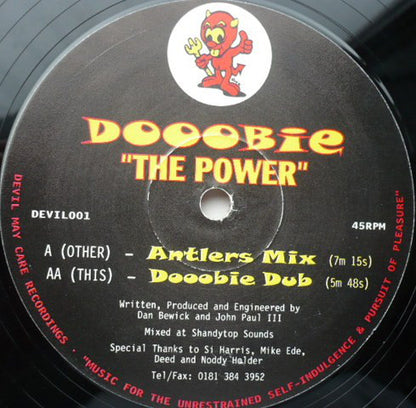 DOOOBIE
"THE POWER"
DEVIL001
45RPM
A (OTHER) - Antlers Mix (7m 15s)
AA (THIS) - Dooobie Dub (5m 48s)
Written, Produced and Engineered by
Dan Bewick and John Paul III
Mixed at Shandytop Sounds
Special Thanks to Si Harris, Mike Ede,
Deed and Noddy Holder
Tel/Fax: 0181 384 3952
DEVIL MAY CARE RECORDINGS · "MUSIC FOR THE UNRESTRAINED SELF-INDULGENCE & PURSUIT OF PLEASURE"